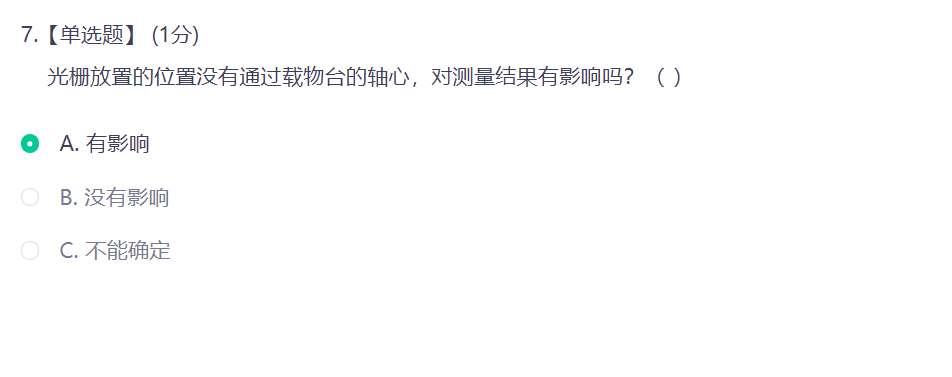 7.【单选题】 (1分)
光栅放置的位置没有通过载物台的轴心，对测量结果有影响吗？（ ）
A. 有影响
B. 没有影响
C. 不能确定